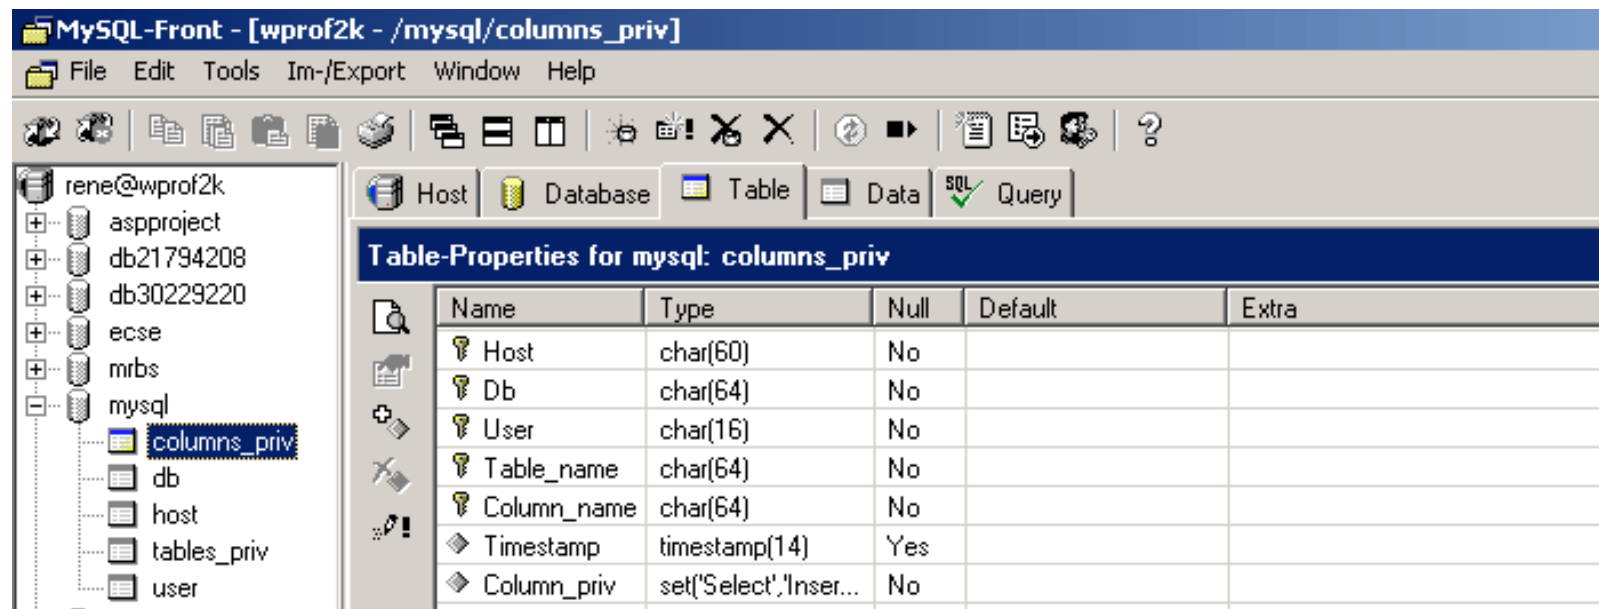 MySQL-Front - [wprof2k - /mysql/columns_priv]
File Edit Tools Im-/Export Window Help
rene@wprof2k
aspproject
db21794208
db30229220
ecse
mrbs
mysql
columns_priv
db
host
tables_priv
user
Host Database Table Data SQL Query
Table-Properties for mysql: columns_priv
Name Type Null Default Extra
Host char(60) No
Db char(64) No
User char(16) No
Table_name char(64) No
Column_name char(64) No
Timestamp timestamp(14) Yes
Column_priv set('Select','Inser... No